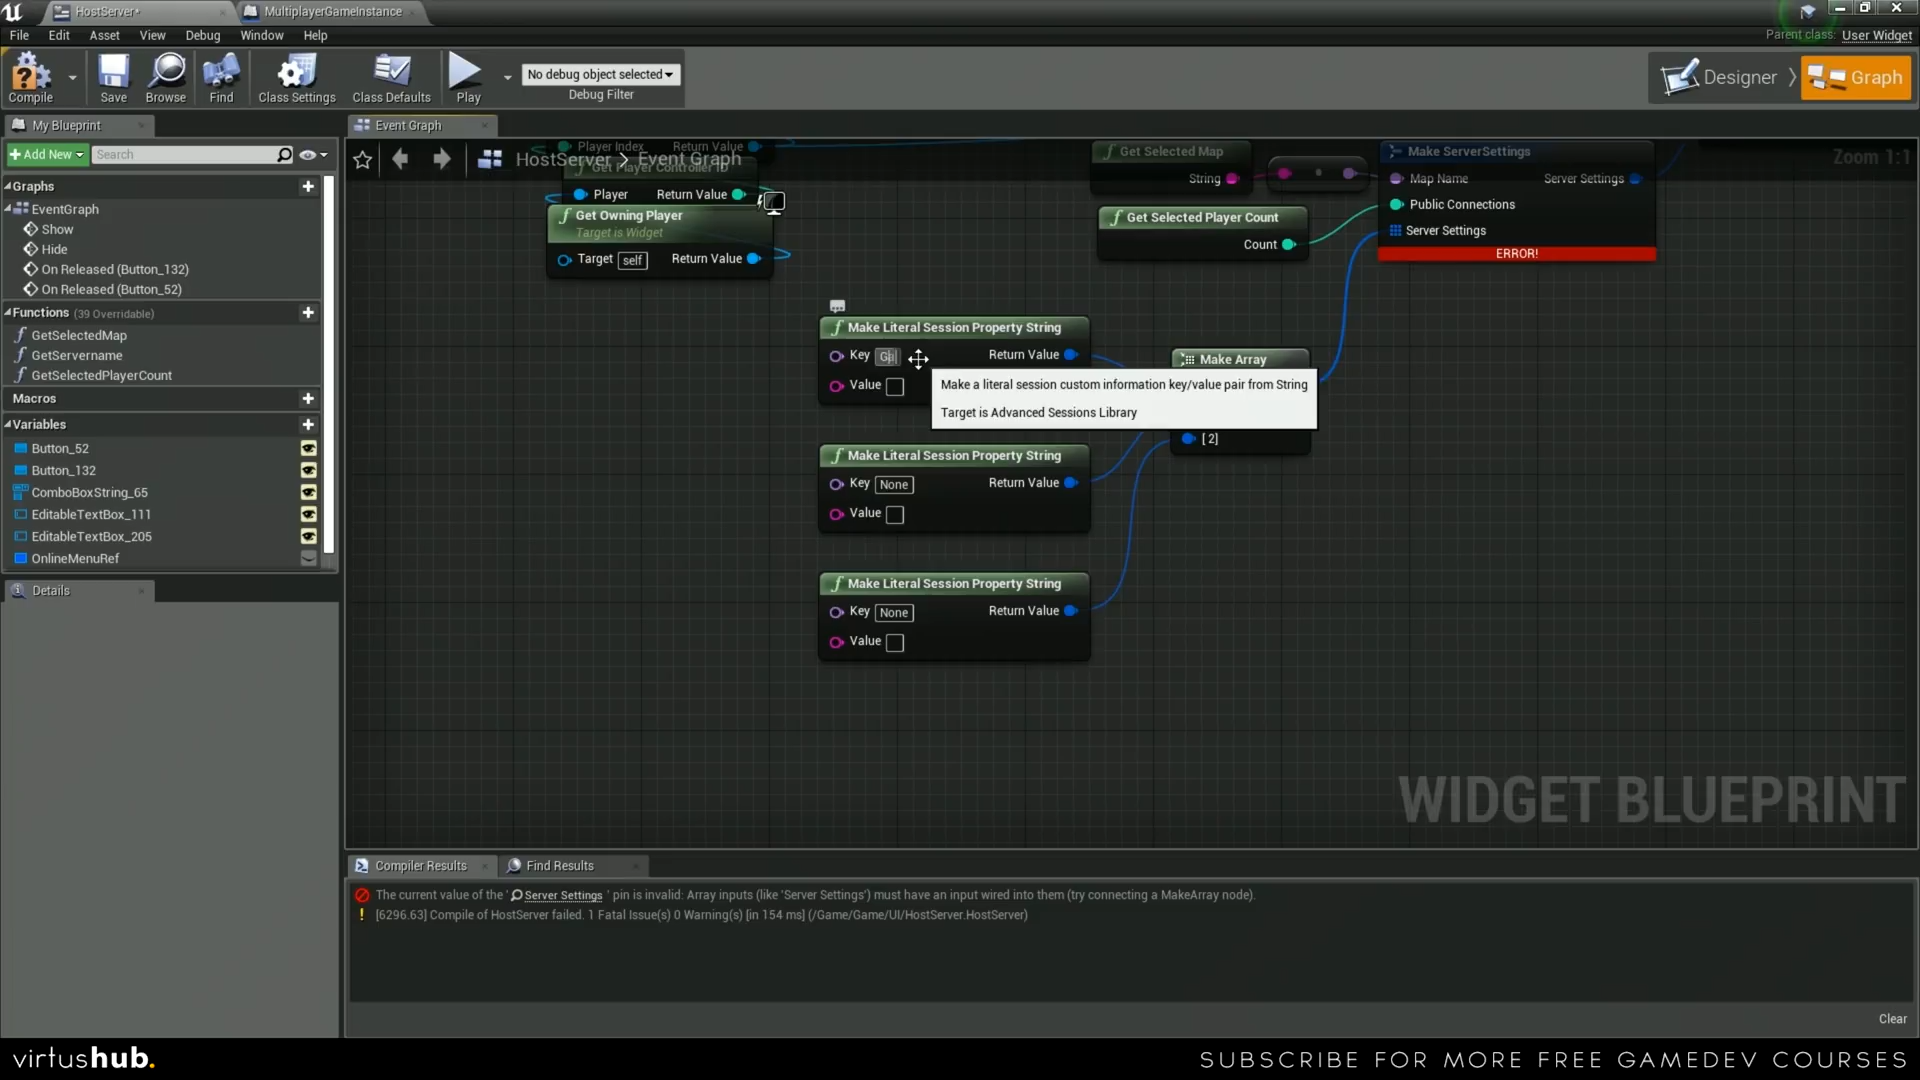 HostServer*
MultiplayerGameInstance
File Edit Asset View Debug Window Help
Parent class: User Widget
Compile
Save
Browse
Find
Class Settings
Class Defaults
Play
No debug object selected
Debug Filter
Designer
Graph
My Blueprint
+Add New
Search
Graphs
EventGraph
Show
Hide
On Released (Button_132)
On Released (Button_52)
Functions (39 Overridable)
GetSelectedMap
GetServername
GetSelectedPlayerCount
Macros
Variables
Button_52
Button_132
ComboBoxString_65
EditableTextBox_111
EditableTextBox_205
OnlineMenuRef
Details
Event Graph
HostServer > Event Graph
Zoom 1:1
Player Index Return Value
Get Player Controller ID
Player Return Value
Get Owning Player
Target is Widget
Target self Return Value
Get Selected Map
String
Get Selected Player Count
Count
Make ServerSettings
Map Name Server Settings
Public Connections
Server Settings
ERROR!
Make Literal Session Property String
Key Ga Return Value
Value
Make Array
Make a literal session custom information key/value pair from String
Target is Advanced Sessions Library
[2]
Make Literal Session Property String
Key None Return Value
Value
Make Literal Session Property String
Key None Return Value
Value
WIDGET BLUEPRINT
Compiler Results
Find Results
The current value of the ' Server Settings ' pin is invalid: Array inputs (like 'Server Settings') must have an input wired into them (try connecting a MakeArray node).
[6296.63] Compile of HostServer failed. 1 Fatal Issue(s) 0 Warning(s) [in 154 ms] (/Game/Game/UI/HostServer.HostServer)
Clear
virtushub.
SUBSCRIBE FOR MORE FREE GAMEDEV COURSES